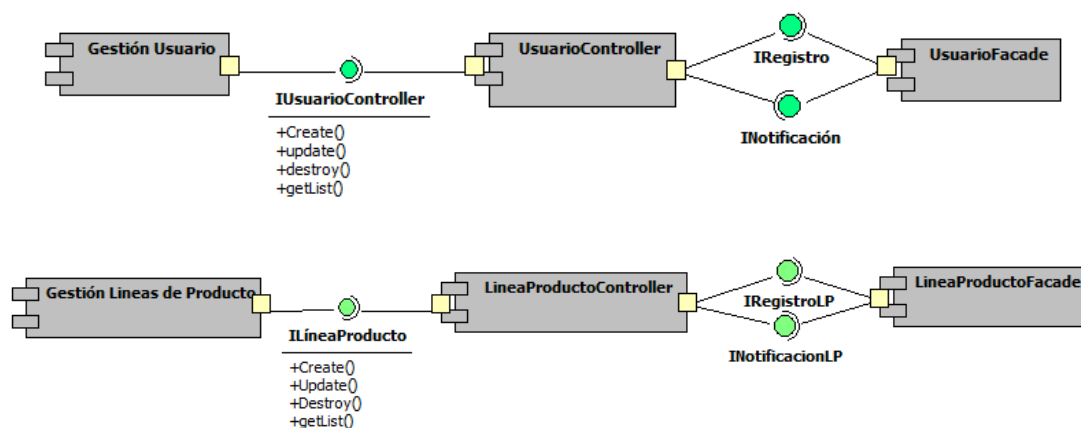 Gestión Usuario
UsuarioController
UsuarioFacade
IUsuarioController
+Create()
+update()
+destroy()
+getList()
IRegistro
INotificación
Gestión Lineas de Producto
LineaProductoController
LineaProductoFacade
ILíneaProducto
+Create()
+Update()
+Destroy()
+getList()
IRegistroLP
INotificacionLP